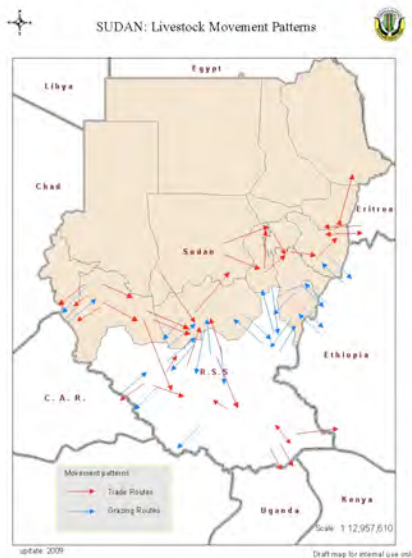 SUDAN: Livestock Movement Patterns
Egypt
Libya
Chad
Eritrea
Sudan
Ethiopia
R.S.S
C. A. R.
Movement patterns
Trade Routes
Grazing Routes
Uganda
Kenya
Scale: 1:12,957,610
update: 2009
Draft map for internal use onl